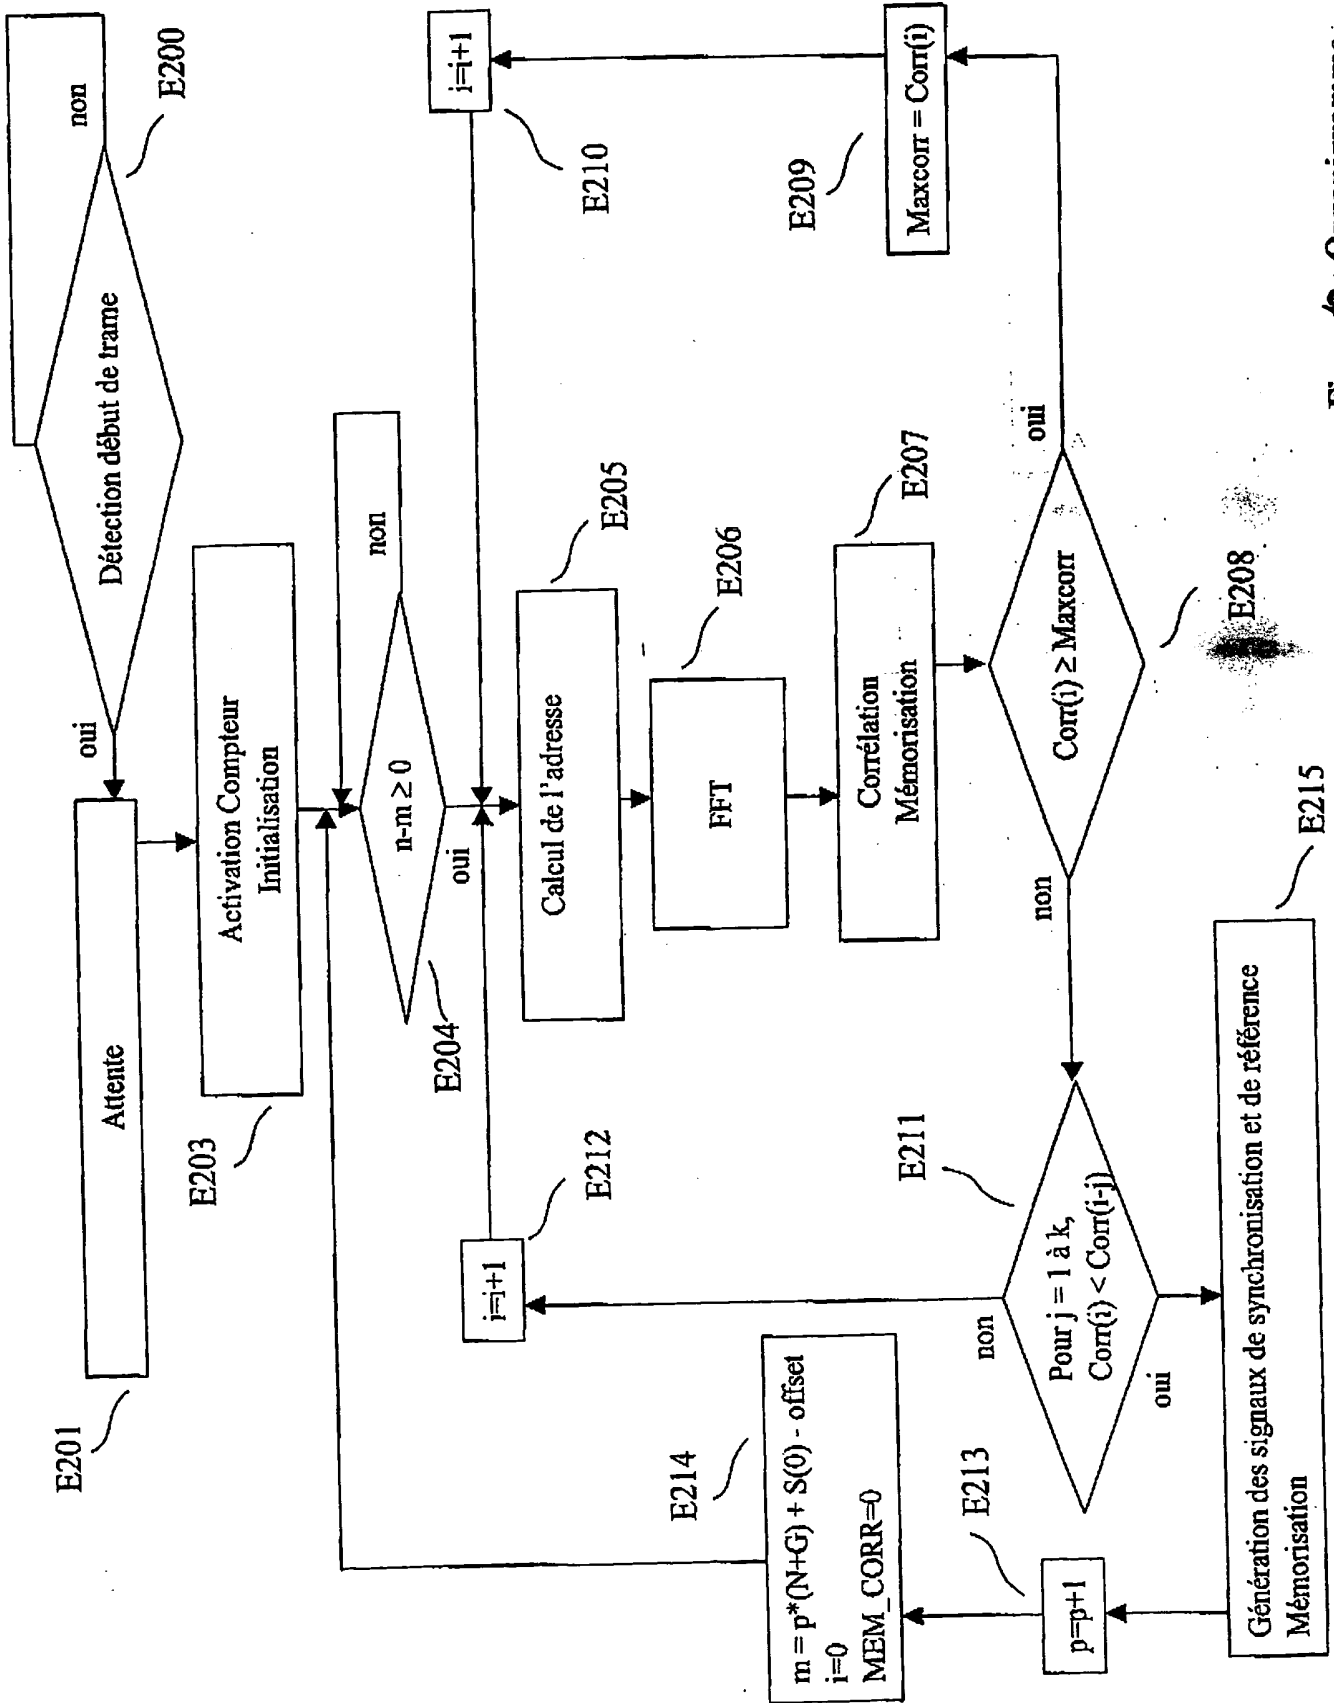 non
E200
Détection début de trame
oui
Attente
E201
Activation Compteur
Initialisation
E203
non
n-m ≥ 0
oui
E204
i=i+1
E210
Calcul de l'adresse
E205
FFT
E206
Corrélation
Mémorisation
E207
Corr(i) ≥ Maxcorr
E208
oui
Maxcorr = Corr(i)
E209
non
Pour j = 1 à k,
Corr(i) < Corr(i-j)
E211
non
i=i+1
E212
oui
Génération des signaux de synchronisation et de référence
Mémorisation
E215
p=p+1
E213
m = p*(N+G) + S(0) - offset
i=0
MEM_CORR=0
E214